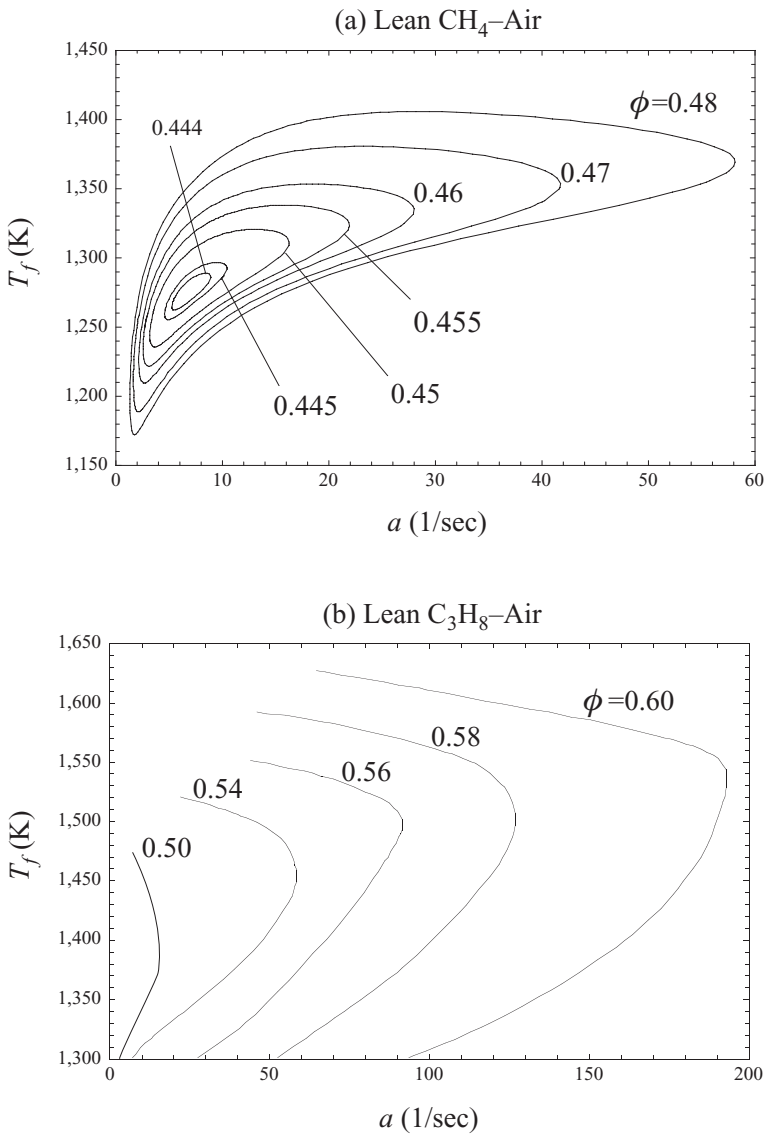 (a) Lean CH₄–Air
1,450
1,400
1,350
1,300
1,250
1,200
1,150
T_f (K)
0.444
ϕ=0.48
0.47
0.46
0.455
0.45
0.445
0 10 20 30 40 50 60
a (1/sec)
(b) Lean C₃H₈–Air
1,650
1,600
1,550
1,500
1,450
1,400
1,350
1,300
T_f (K)
ϕ=0.60
0.58
0.56
0.54
0.50
0 50 100 150 200
a (1/sec)